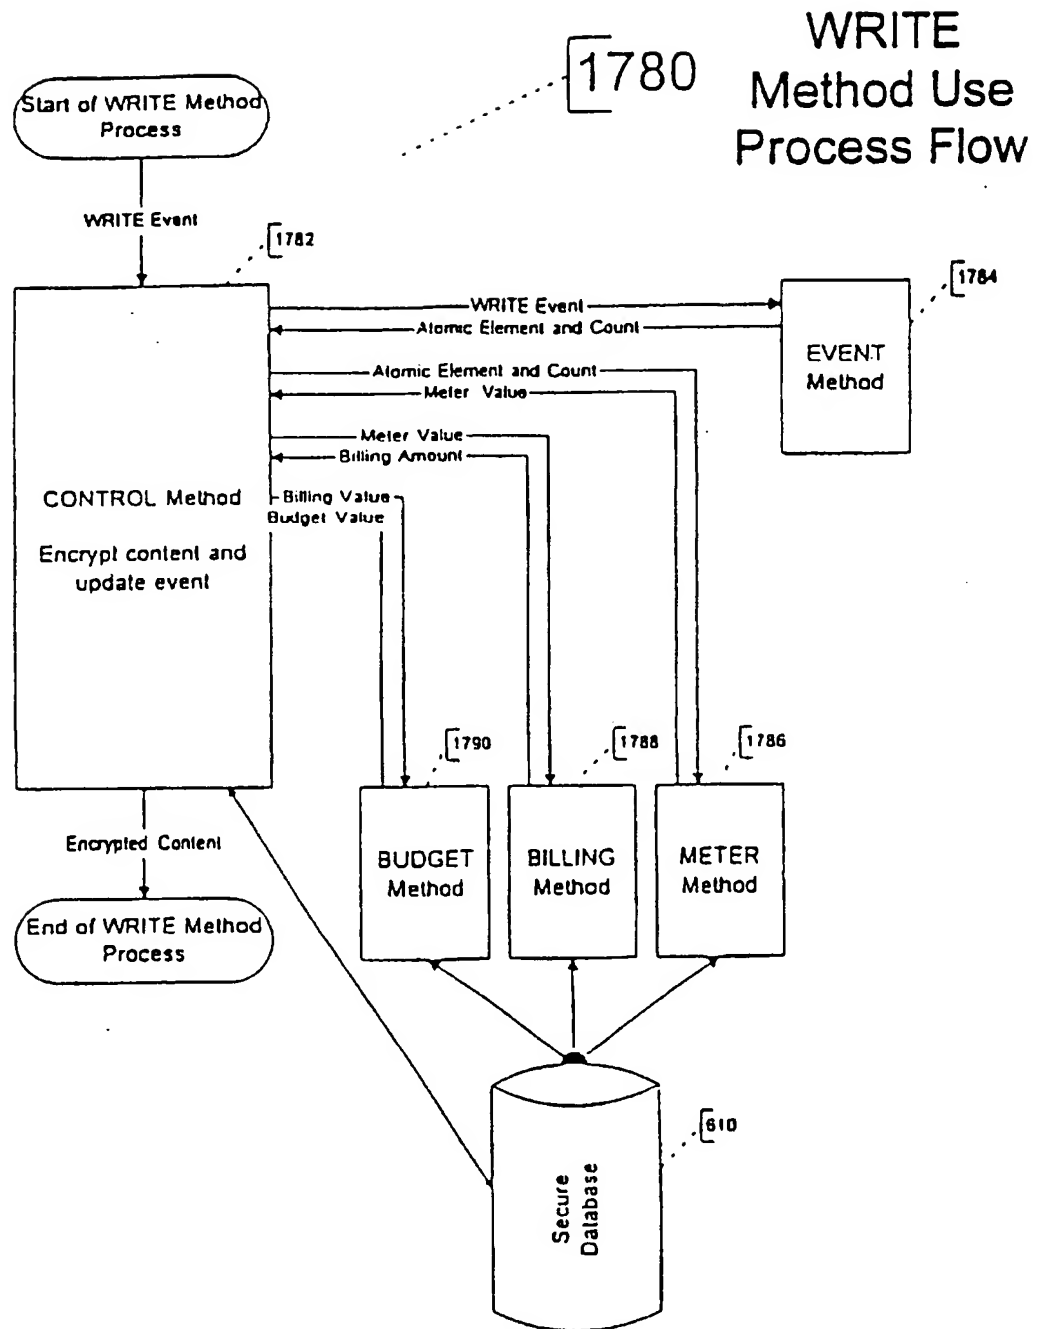 WRITE
Method Use
Process Flow
1780
Start of WRITE Method
Process
WRITE Event
1782
1784
WRITE Event
Atomic Element and Count
EVENT
Method
Atomic Element and Count
Meter Value
Meter Value
Billing Amount
CONTROL Method
Billing Value
Budget Value
Encrypt content and
update event
1790
1788
1786
Encrypted Content
BUDGET
Method
BILLING
Method
METER
Method
End of WRITE Method
Process
610
Secure
Database